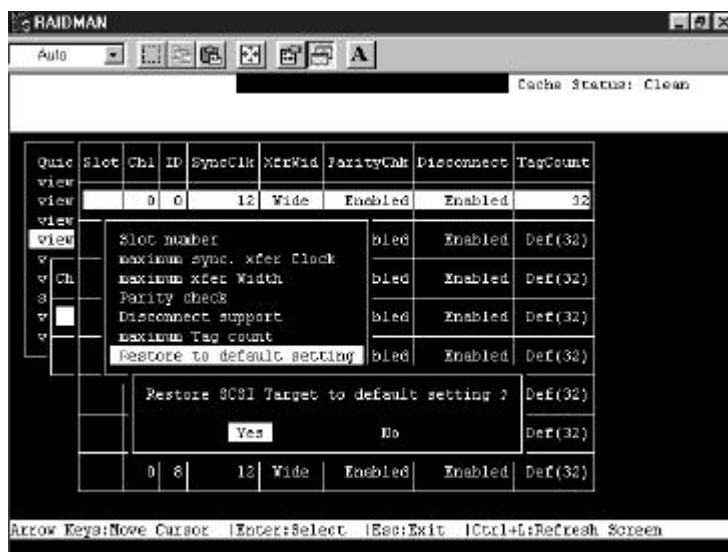 RAIDMAN
Auto
A
Cache Status: Clean
Quic Slot Chl ID SyncClk XfrWid ParityChk Disconnect TagCount
view
view 0 0 12 Wide Enabled Enabled 32
view
view Slot number bled Enabled Def(32)
v maximum sync. xfer Clock
v Ch maximum xfer Width bled Enabled Def(32)
s Parity check
v Disconnect support bled Enabled Def(32)
v maximum Tag count
Restore to default setting bled Enabled Def(32)
Restore SCSI Target to default setting ? Def(32)
Yes No Def(32)
0 8 12 Wide Enabled Enabled Def(32)
Arrow Keys:Move Cursor |Enter:Select |Esc:Exit |Ctrl+L:Refresh Screen